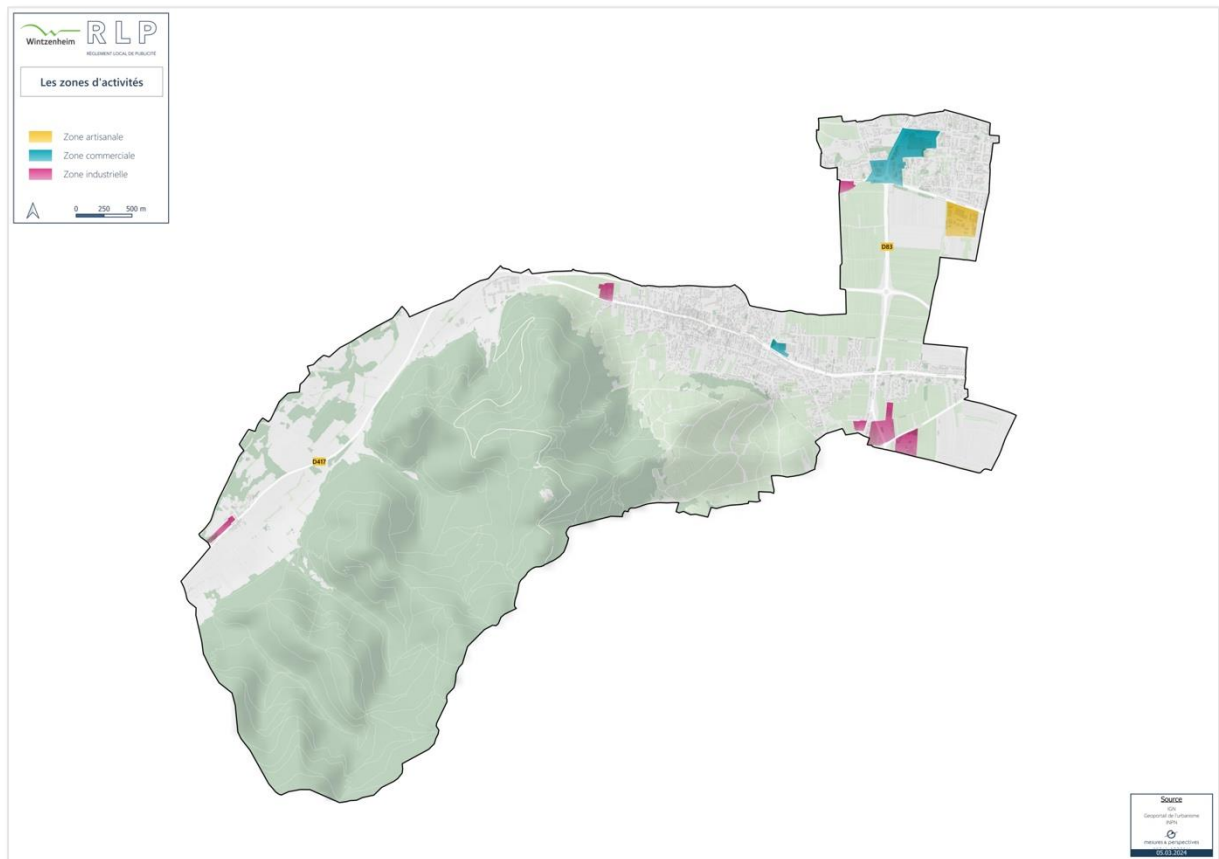 Wintzenheim
RLP
RÈGLEMENT LOCAL DE PUBLICITÉ
Les zones d'activités
Zone artisanale
Zone commerciale
Zone industrielle
0 250 500 m
D83
D417
Source
IGN
Géoportail de l'urbanisme
INPN
mesures & perspectives
05.03.2024